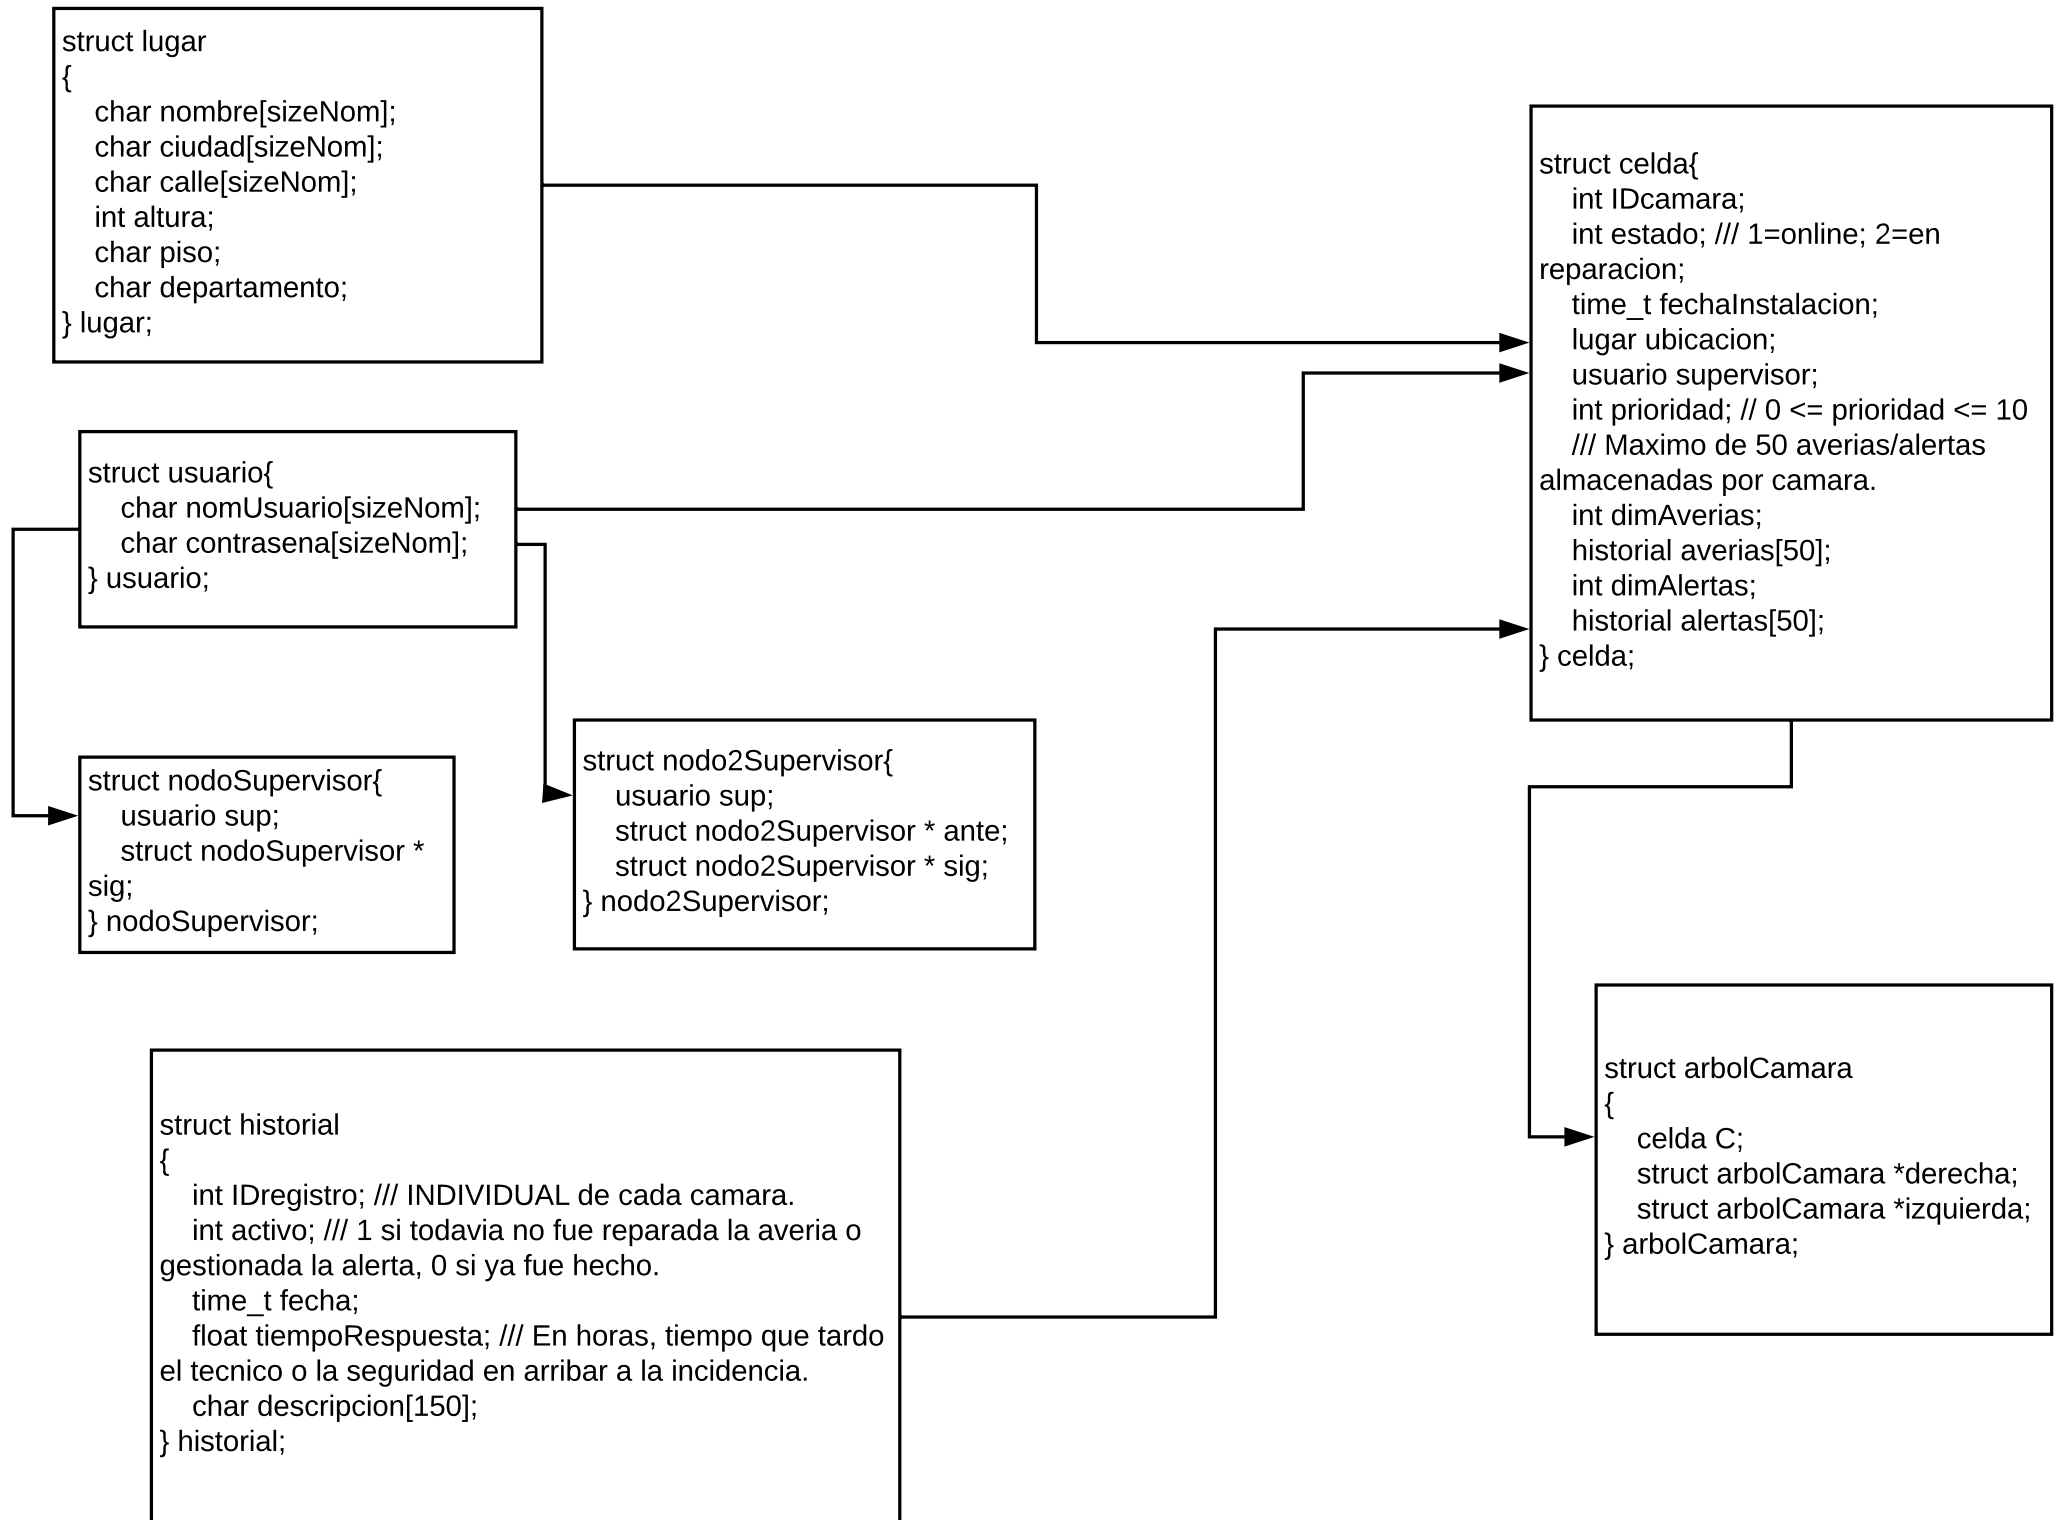 struct lugar
{
char nombre[sizeNom];
char ciudad[sizeNom];
char calle[sizeNom];
int altura;
char piso;
char departamento;
} lugar;
struct usuario{
char nomUsuario[sizeNom];
char contrasena[sizeNom];
} usuario;
struct nodoSupervisor{
usuario sup;
struct nodoSupervisor *
sig;
} nodoSupervisor;
struct nodo2Supervisor{
usuario sup;
struct nodo2Supervisor * ante;
struct nodo2Supervisor * sig;
} nodo2Supervisor;
struct historial
{
int IDregistro; /// INDIVIDUAL de cada camara.
int activo; /// 1 si todavia no fue reparada la averia o
gestionada la alerta, 0 si ya fue hecho.
time_t fecha;
float tiempoRespuesta; /// En horas, tiempo que tardo
el tecnico o la seguridad en arribar a la incidencia.
char descripcion[150];
} historial;
struct celda{
int IDcamara;
int estado; /// 1=online; 2=en
reparacion;
time_t fechaInstalacion;
lugar ubicacion;
usuario supervisor;
int prioridad; // 0 <= prioridad <= 10
/// Maximo de 50 averias/alertas
almacenadas por camara.
int dimAverias;
historial averias[50];
int dimAlertas;
historial alertas[50];
} celda;
struct arbolCamara
{
celda C;
struct arbolCamara *derecha;
struct arbolCamara *izquierda;
} arbolCamara;